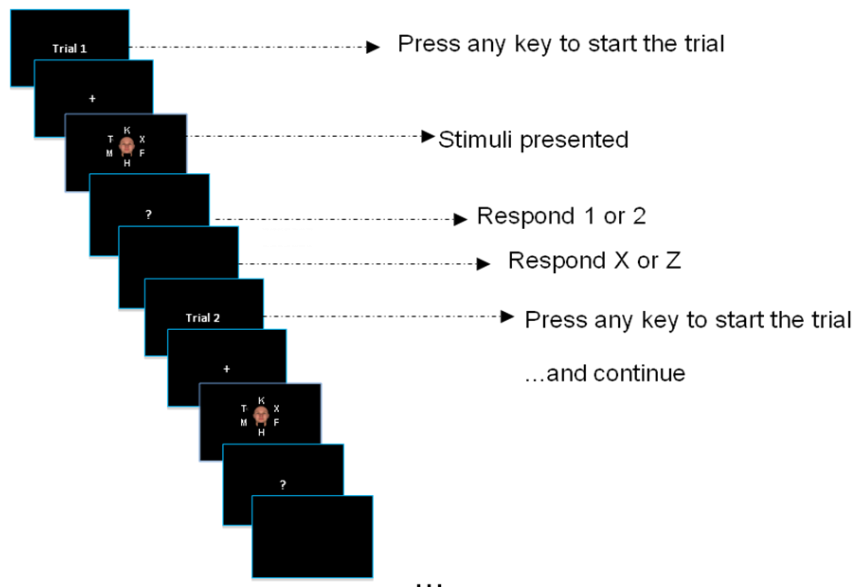 Trial 1
Press any key to start the trial
+
K
T X
M F
H
Stimuli presented
?
Respond 1 or 2
Respond X or Z
Trial 2
Press any key to start the trial
...and continue
+
K
T X
M F
H
?
...